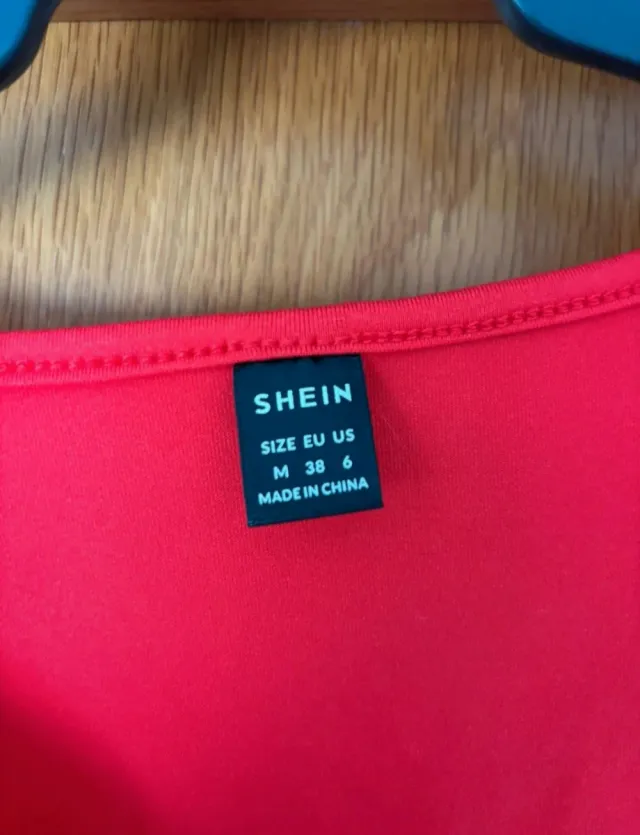 SHEIN
SIZE EU US
M 38 6
MADE IN CHINA